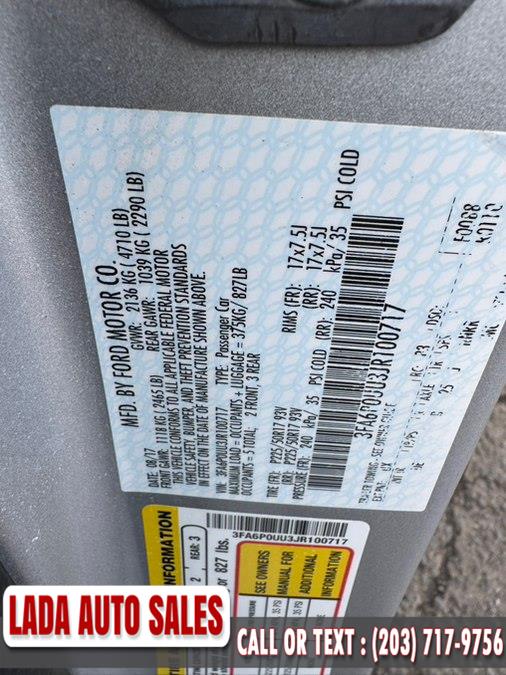 MFD. BY FORD MOTOR CO.
08/17
GVWR: 2136 KG ( 4710 LB)
FRONT GAWR: 1118 KG ( 2465 LB)
REAR GAWR: 1039 KG ( 2290 LB)
THIS VEHICLE CONFORMS TO ALL APPLICABLE FEDERAL MOTOR
VEHICLE SAFETY, BUMPER, AND THEFT PREVENTION STANDARDS
IN EFFECT ON THE DATE OF MANUFACTURE SHOWN ABOVE.
VIN: 3FA6P0UU3JR100717
TYPE: Passenger Car
MAXIMUM LOAD = OCCUPANTS + LUGGAGE = 375KG/ 827LB
OCCUPANTS = 5 TOTAL: 2 FRONT, 3 REAR
TIRE (FR): P225/50R17 93V
RIMS (FR): 17x7.5J
(RR): P225/50R17 93V
(RR): 17x7.5J
PRESSURE (FR): 240 kPa/ 35 PSI COLD
(RR): 240 kPa/ 35 PSI COLD
3FA6P0UU3JR100717
INFORMATION
2 REAR: 3
or 827 lbs.
3FA6P0UU3JR100717
SEE OWNERS
MANUAL FOR
ADDITIONAL
INFORMATION
LADA AUTO SALES
CALL OR TEXT : (203) 717-9756